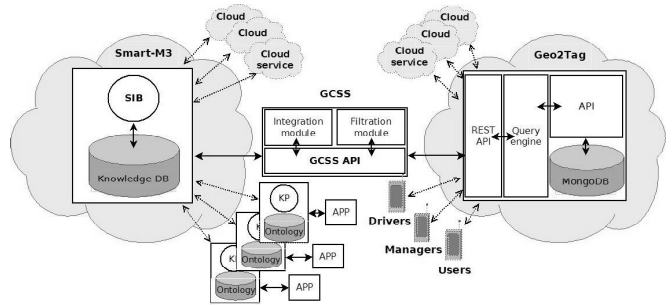 Cloud
Cloud
Cloud
service
Cloud
Cloud
Cloud
service
Smart-M3
SIB
Knowledge DB
GCSS
Integration
module
Filtration
module
GCSS API
Geo2Tag
REST
API
Query
engine
API
MongoDB
KP
Ontology
APP
Ontology
APP
Ontology
APP
Drivers
Managers
Users